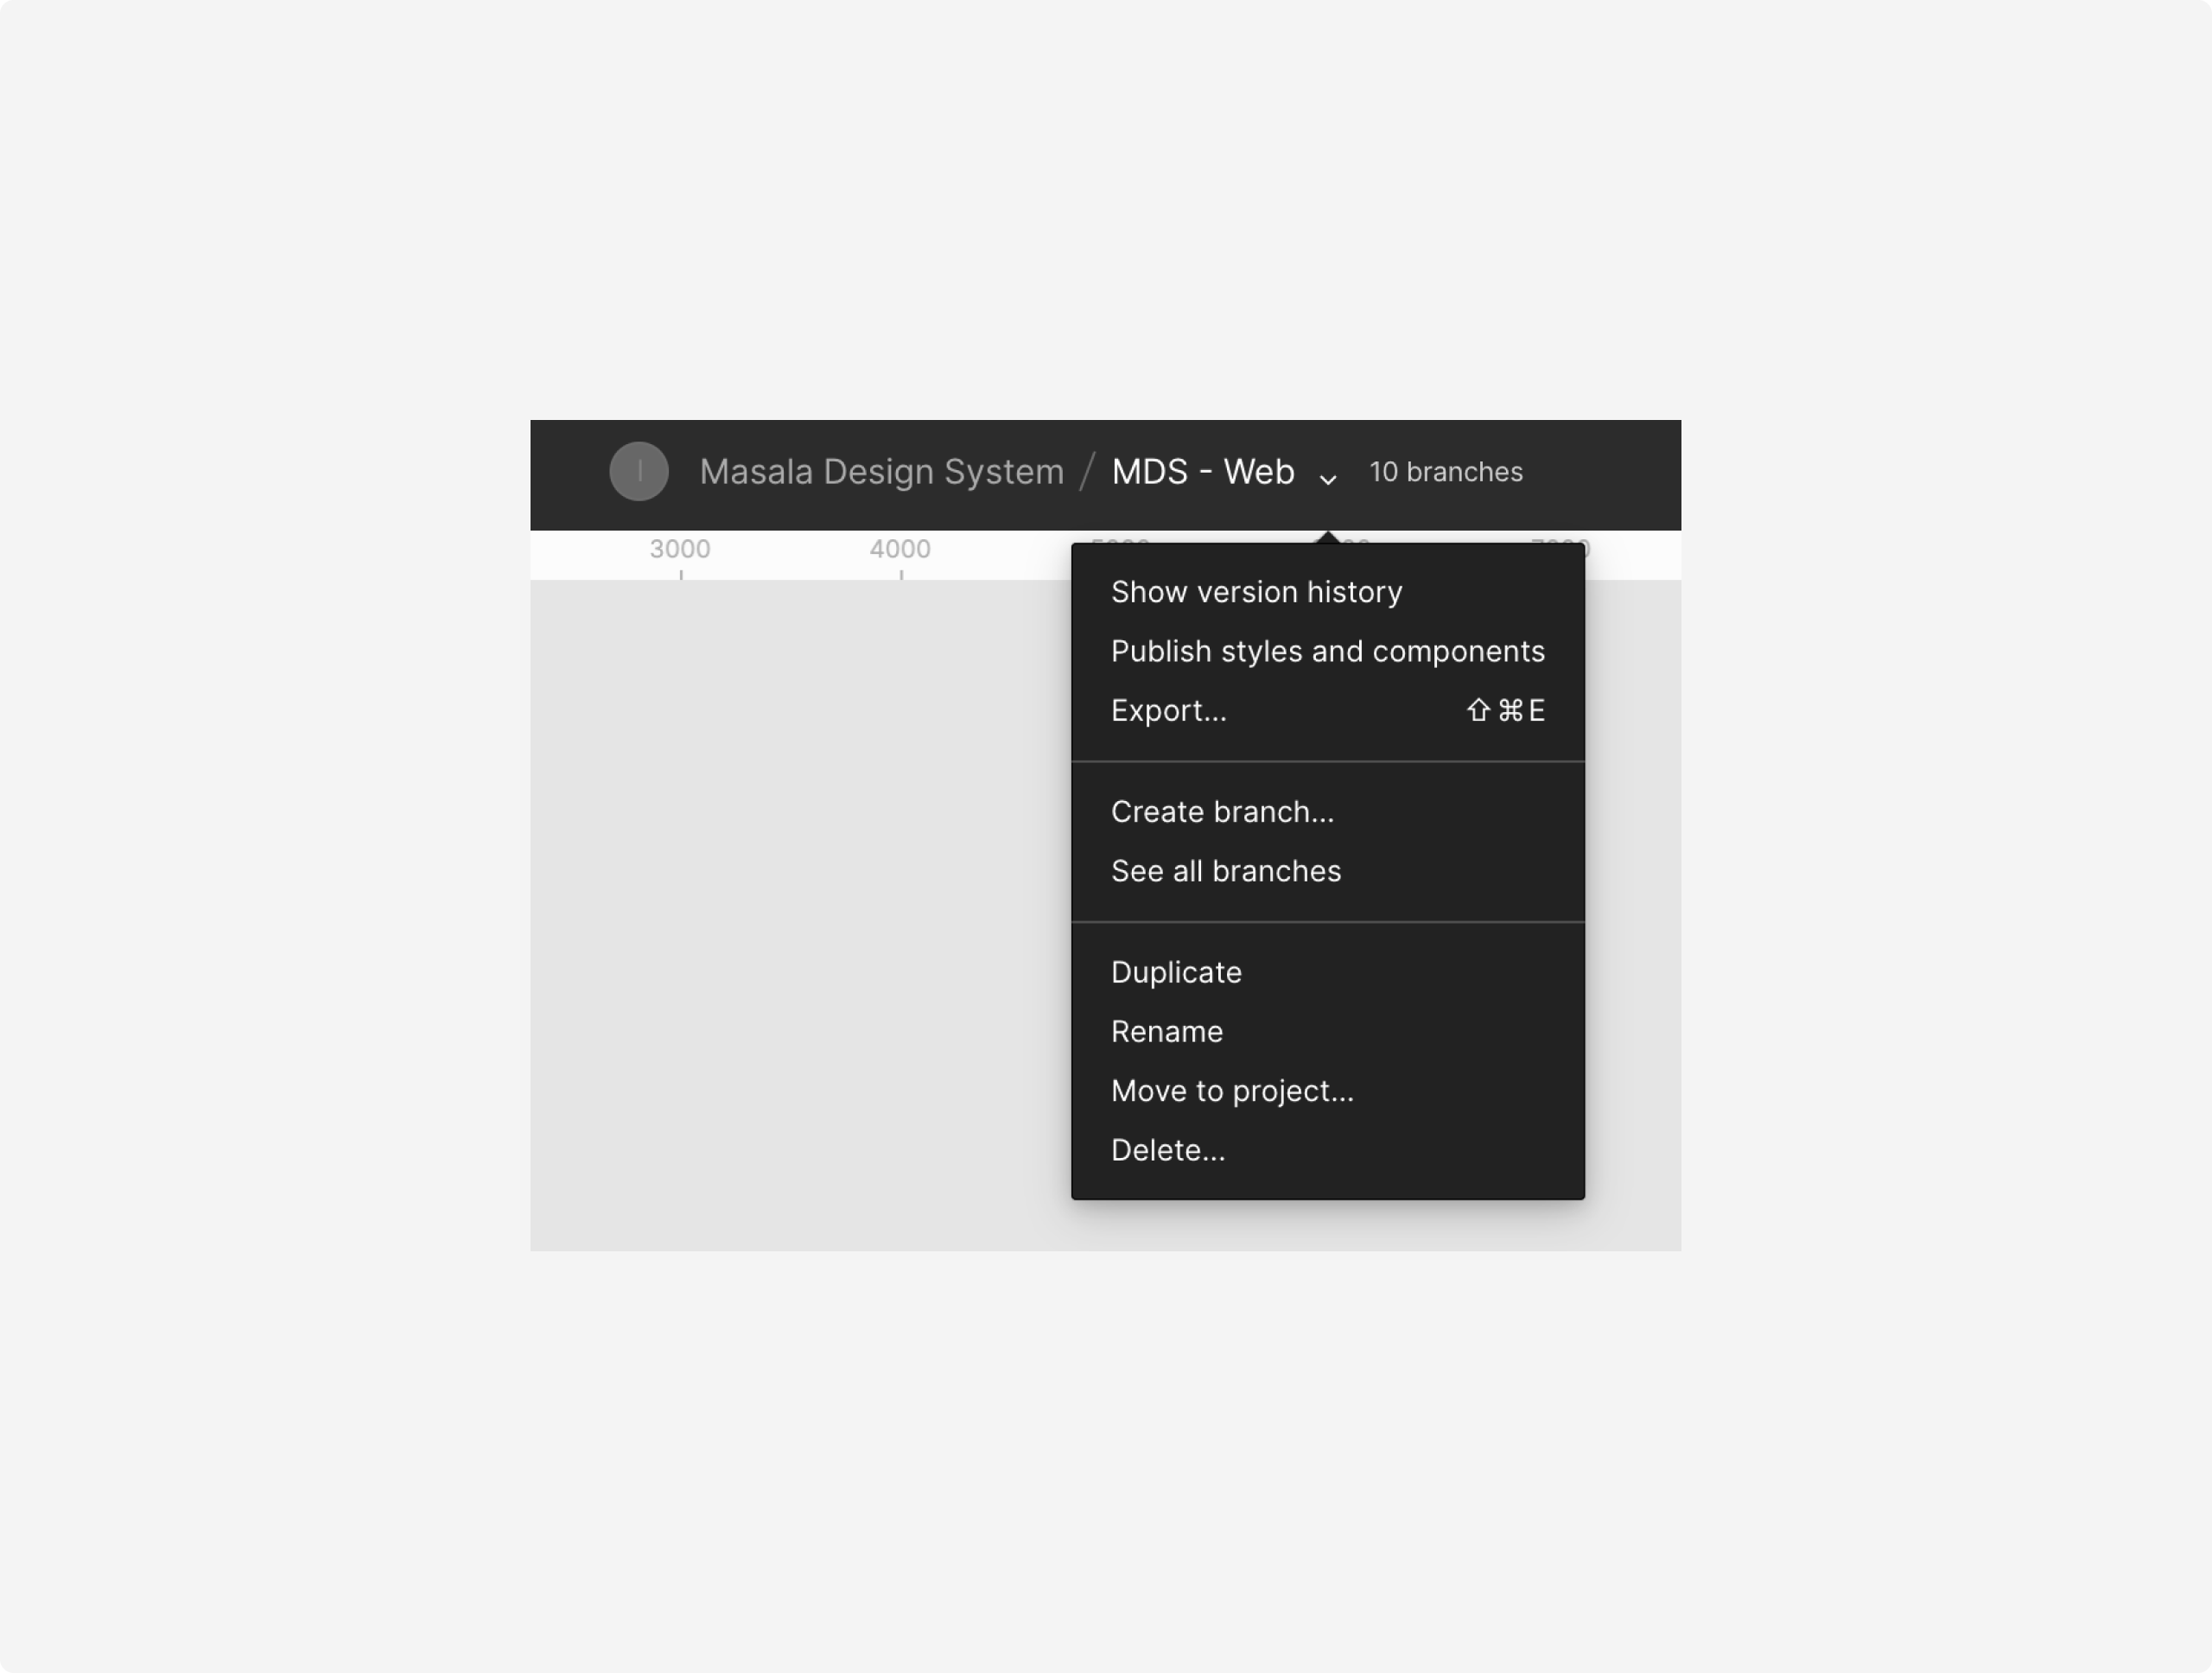 Masala Design System / MDS - Web 10 branches
3000 4000
Show version history
Publish styles and components
Export... ⇧⌘E
Create branch...
See all branches
Duplicate
Rename
Move to project...
Delete...